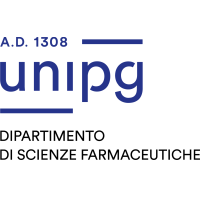 A.D. 1308
unipg
DIPARTIMENTO
DI SCIENZE FARMACEUTICHE